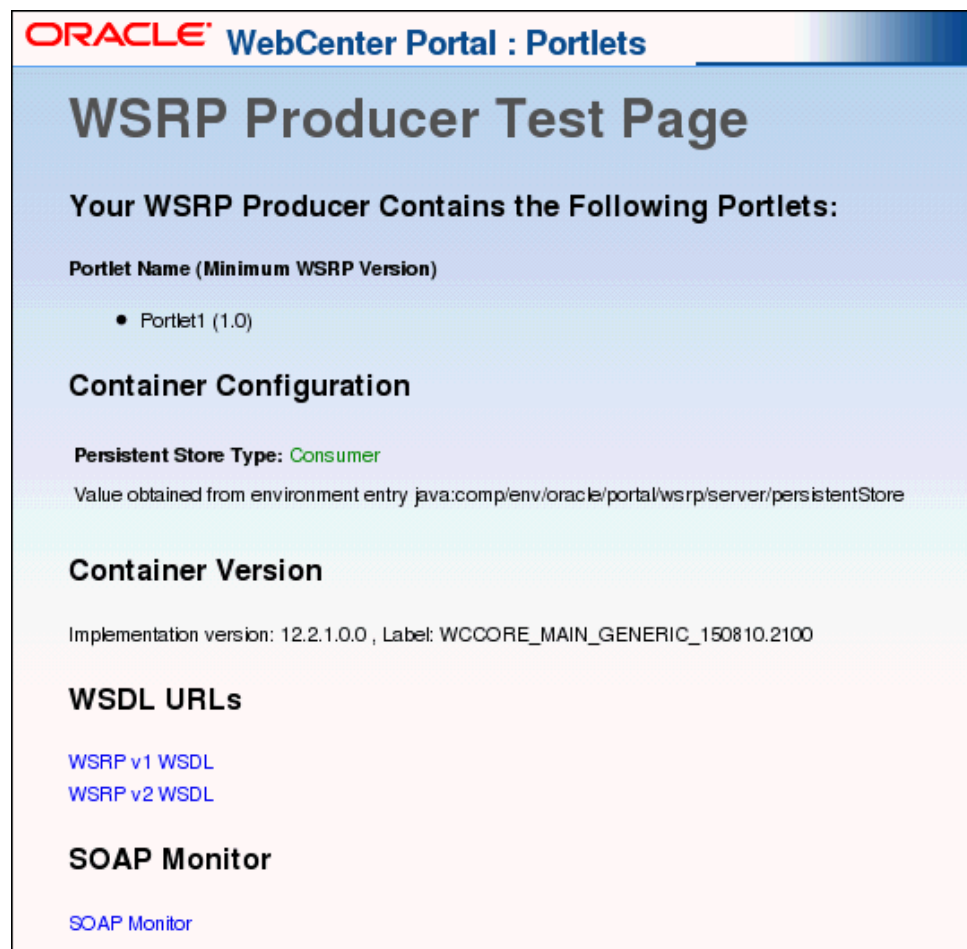 ORACLE WebCenter Portal : Portlets
WSRP Producer Test Page
Your WSRP Producer Contains the Following Portlets:
Portlet Name (Minimum WSRP Version)
Portlet1 (1.0)
Container Configuration
Persistent Store Type: Consumer
Value obtained from environment entry java:comp/env/oracle/portal/wsrp/server/persistentStore
Container Version
Implementation version: 12.2.1.0.0 , Label: WCCORE_MAIN_GENERIC_150810.2100
WSDL URLs
WSRP v1 WSDL
WSRP v2 WSDL
SOAP Monitor
SOAP Monitor